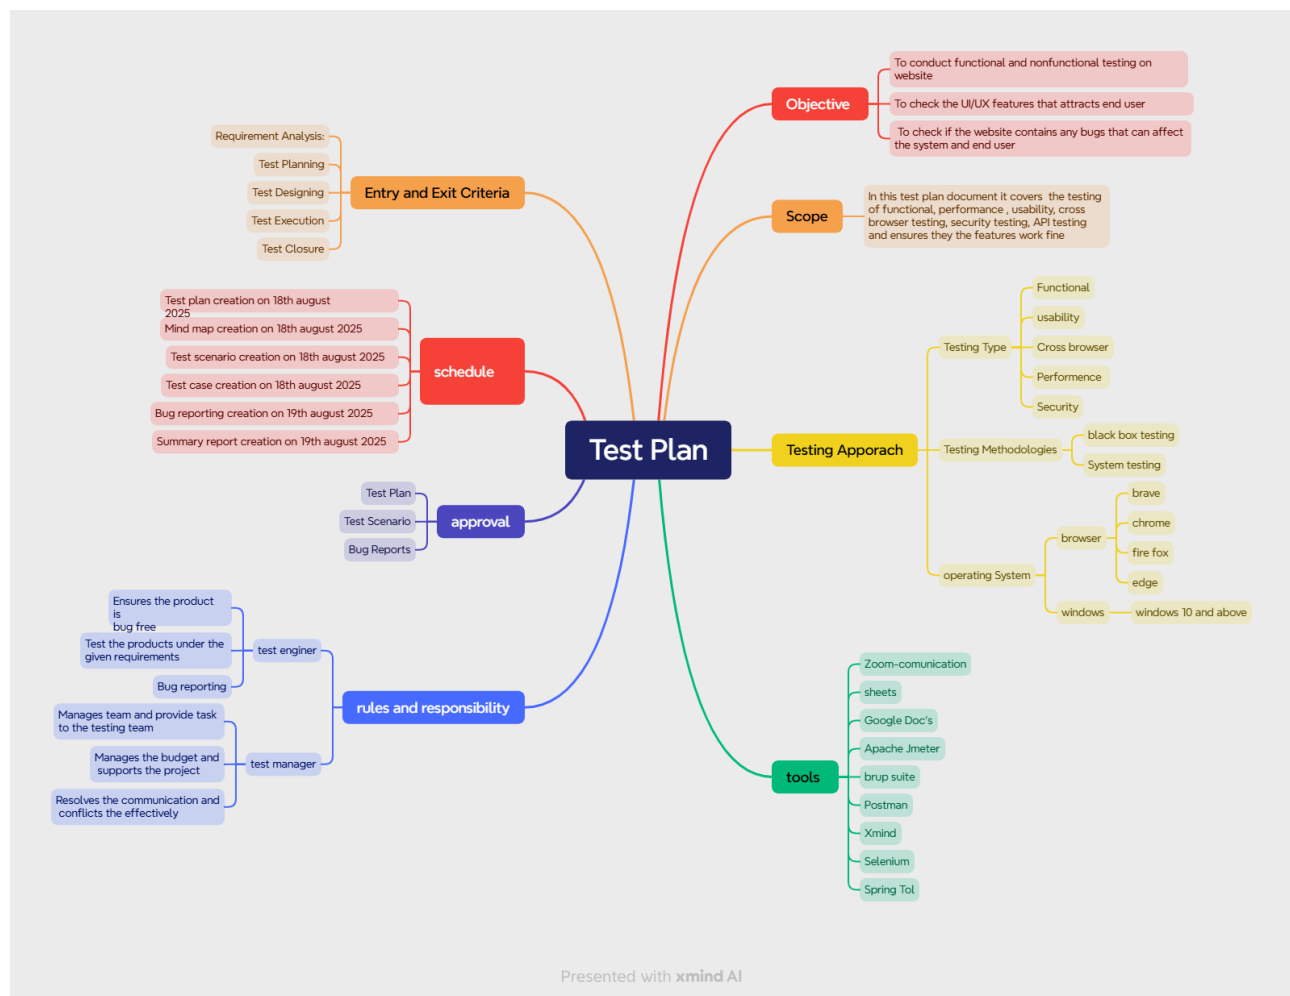 Test Plan
Objective
To conduct functional and nonfunctional testing on
website
To check the UI/UX features that attracts end user
To check if the website contains any bugs that can affect
the system and end user
Scope
In this test plan document it covers the testing
of functional, performance , usability, cross
browser testing, security testing, API testing
and ensures they the features work fine
Testing Apporach
Testing Type
Functional
usability
Cross browser
Performence
Security
Testing Methodologies
black box testing
System testing
operating System
browser
brave
chrome
fire fox
edge
windows
windows 10 and above
tools
Zoom-comunication
sheets
Google Doc's
Apache Jmeter
brup suite
Postman
Xmind
Selenium
Spring Tol
Entry and Exit Criteria
Requirement Analysis:
Test Planning
Test Designing
Test Execution
Test Closure
schedule
Test plan creation on 18th august
2025
Mind map creation on 18th august 2025
Test scenario creation on 18th august 2025
Test case creation on 18th august 2025
Bug reporting creation on 19th august 2025
Summary report creation on 19th august 2025
approval
Test Plan
Test Scenario
Bug Reports
rules and responsibility
test enginer
Ensures the product
is
bug free
Test the products under the
given requirements
Bug reporting
test manager
Manages team and provide task
to the testing team
Manages the budget and
supports the project
Resolves the communication and
conflicts the effectively
Presented with xmind AI